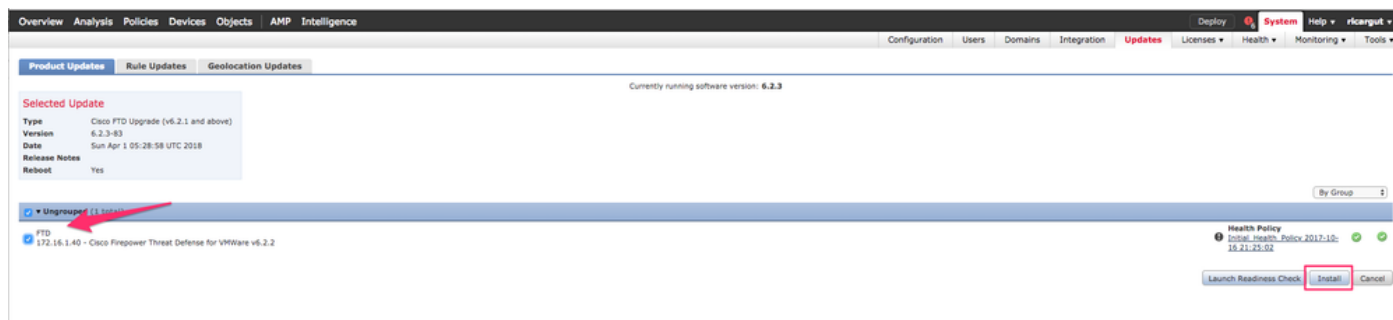 Overview Analysis Policies Devices Objects AMP Intelligence Deploy System Help ricargut
Configuration Users Domains Integration Updates Licenses Health Monitoring Tools
Product Updates Rule Updates Geolocation Updates
Currently running software version: 6.2.3
Selected Update
Type Cisco FTD Upgrade (v6.2.1 and above)
Version 6.2.3-83
Date Sun Apr 1 05:28:58 UTC 2018
Release Notes
Reboot Yes
By Group
Ungrouped (1 total)
FTD
172.16.1.40 - Cisco Firepower Threat Defense for VMWare v6.2.2
Health Policy
Initial_Health_Policy 2017-10-
16 21:25:02
Launch Readiness Check Install Cancel